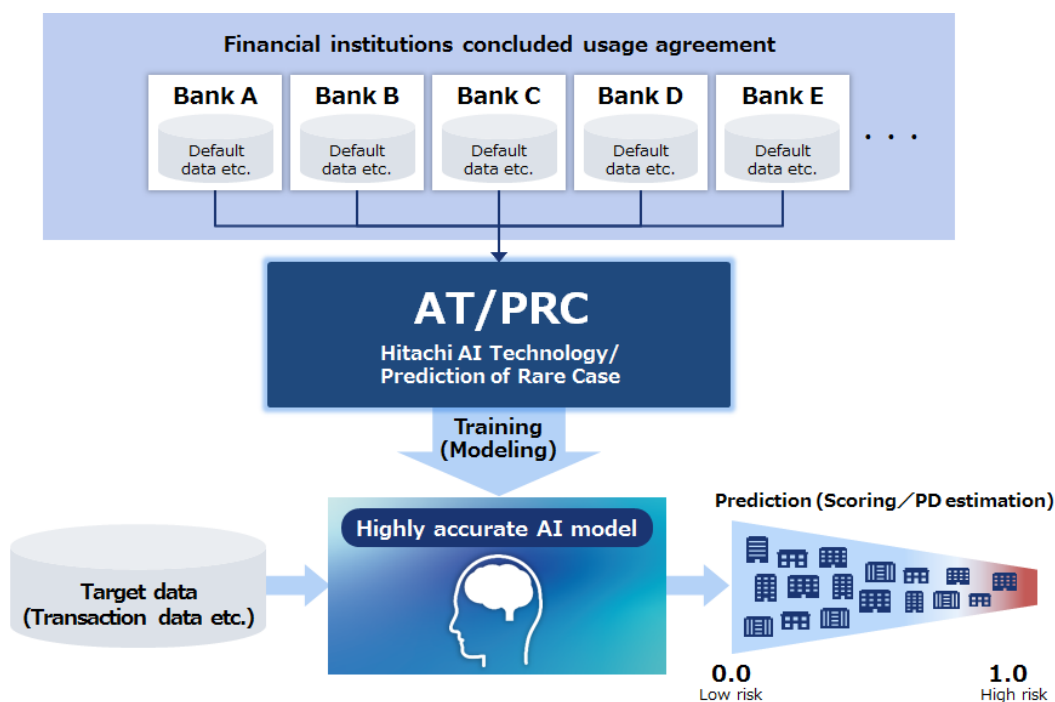 Financial institutions concluded usage agreement
Bank A
Bank B
Bank C
Bank D
Bank E
Default
data etc.
Default
data etc.
Default
data etc.
Default
data etc.
Default
data etc.
. . .
AT/PRC
Hitachi AI Technology/
Prediction of Rare Case
Training
(Modeling)
Highly accurate AI model
Target data
(Transaction data etc.)
Prediction (Scoring／PD estimation)
0.0
Low risk
1.0
High risk